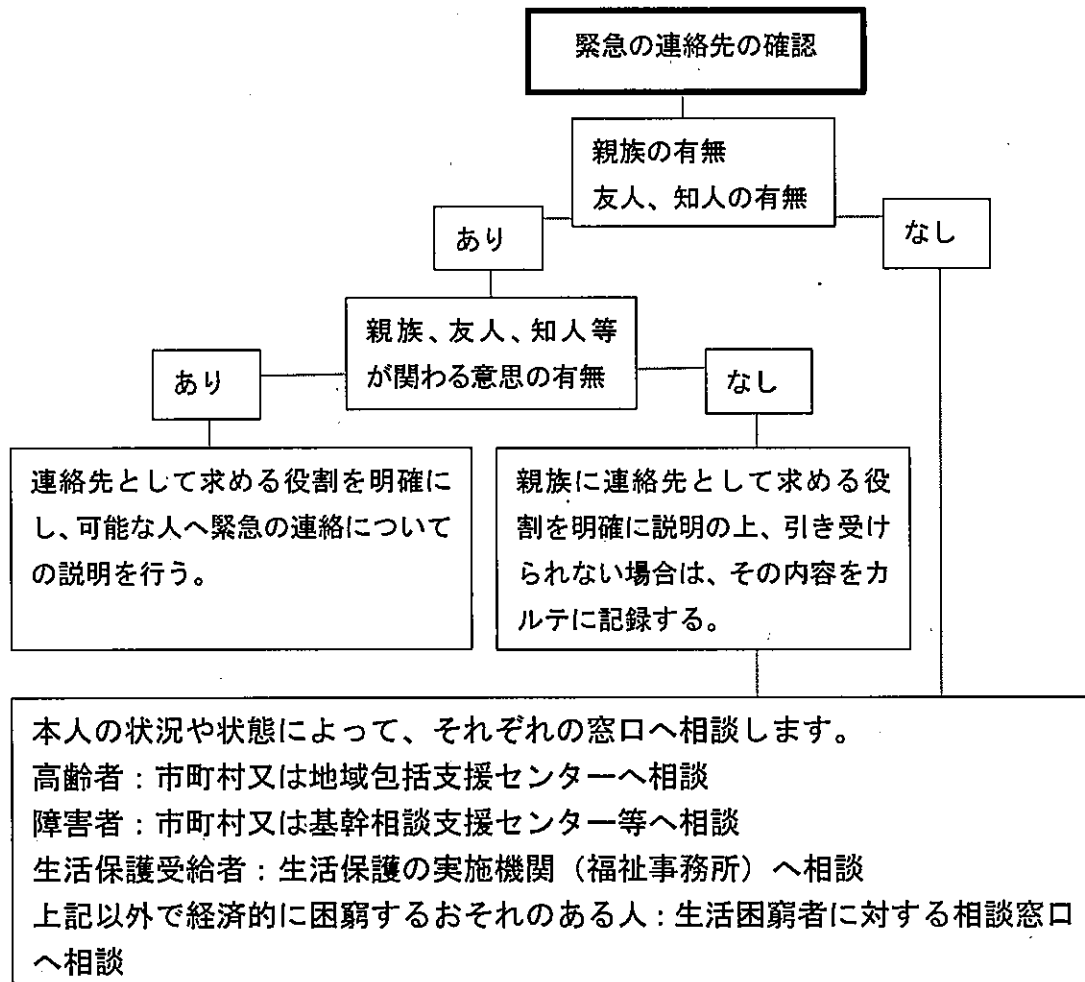 緊急の連絡先の確認
親族の有無
友人、知人の有無
あり
なし
親族、友人、知人等
が関わる意思の有無
あり
なし
連絡先として求める役割を明確に
し、可能な人へ緊急の連絡について
の説明を行う。
親族に連絡先として求める役
割を明確に説明の上、引き受け
られない場合は、その内容をカ
ルテに記録する。
本人の状況や状態によって、それぞれの窓口へ相談します。
高齢者：市町村又は地域包括支援センターへ相談
障害者：市町村又は基幹相談支援センター等へ相談
生活保護受給者：生活保護の実施機関（福祉事務所）へ相談
上記以外で経済的に困窮するおそれのある人：生活困窮者に対する相談窓口
へ相談